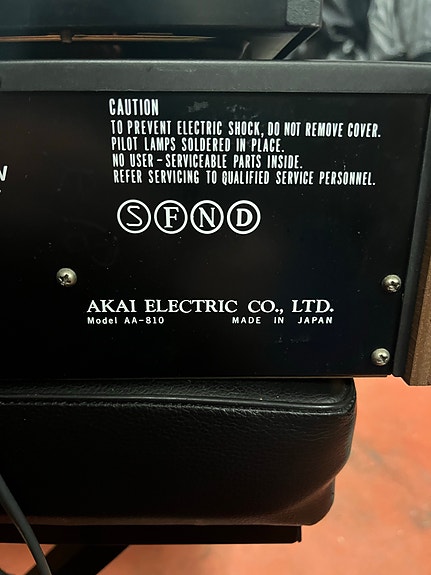 CAUTION
TO PREVENT ELECTRIC SHOCK, DO NOT REMOVE COVER.
PILOT LAMPS SOLDERED IN PLACE.
NO USER-SERVICEABLE PARTS INSIDE.
REFER SERVICING TO QUALIFIED SERVICE PERSONNEL.
S F N D
AKAI ELECTRIC CO., LTD.
Model AA-810 MADE IN JAPAN